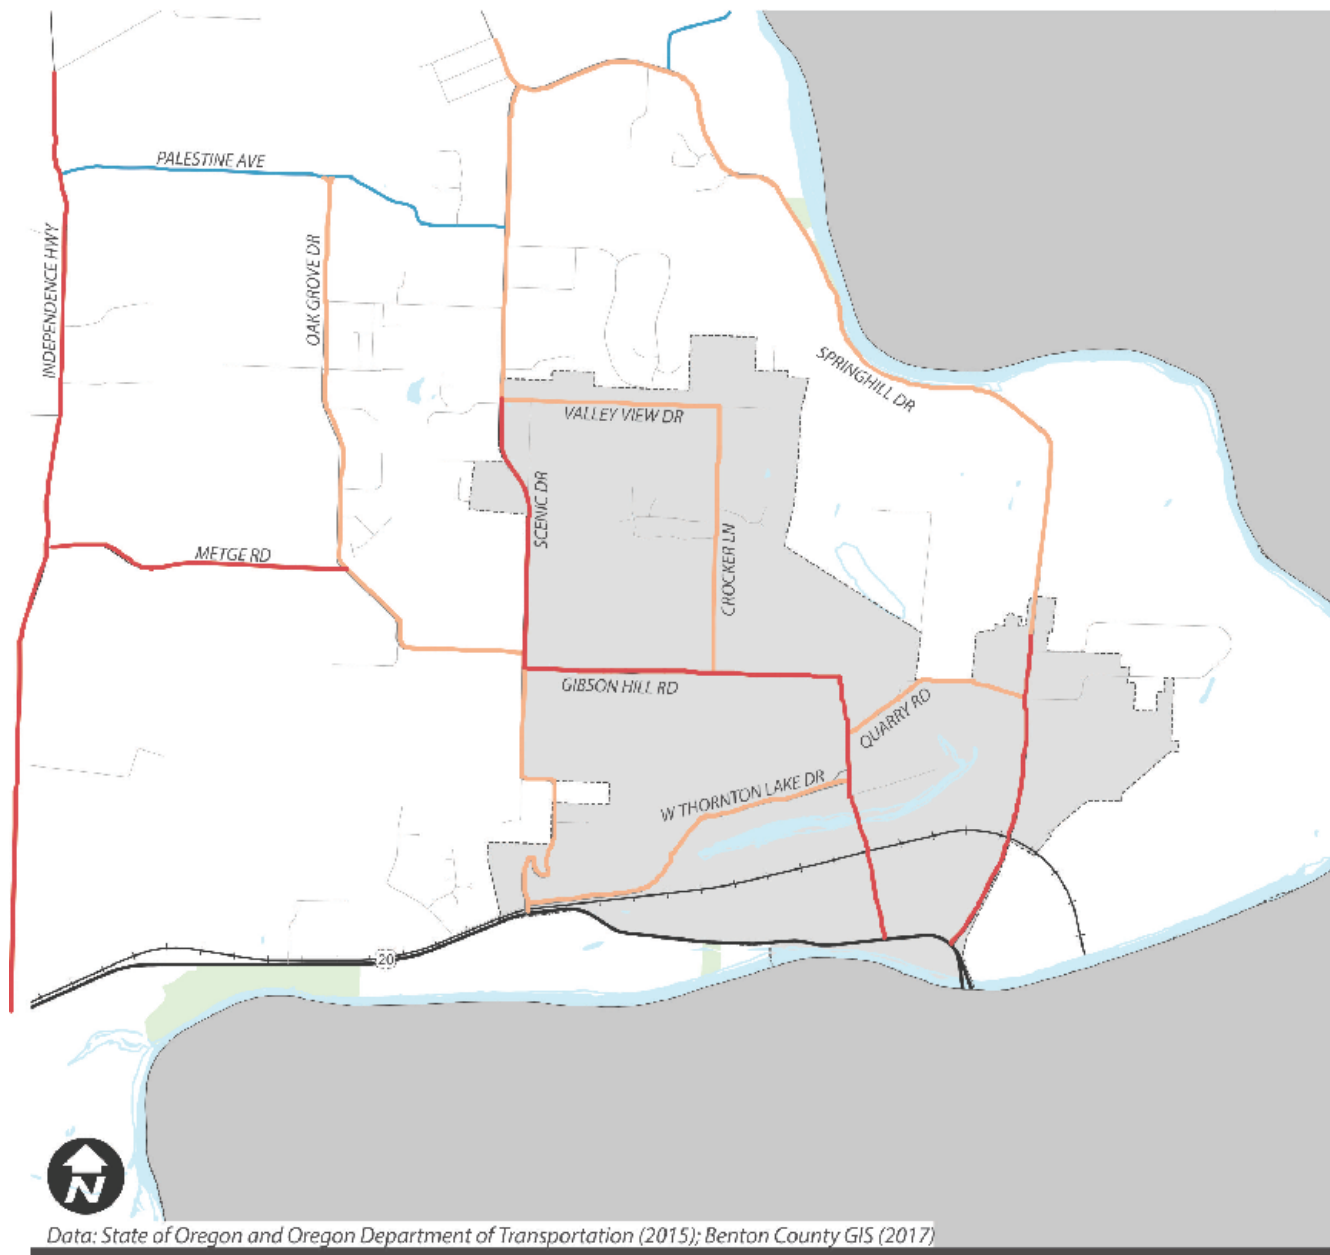 PALESTINE AVE
INDEPENDENCE HWY
OAK GROVE DR
SPRINGHILL DR
VALLEY VIEW DR
SCENIC DR
CROCKER LN
METGE RD
GIBSON HILL RD
QUARRY RD
W THORNTON LAKE DR
20
N
Data: State of Oregon and Oregon Department of Transportation (2015); Benton County GIS (2017)